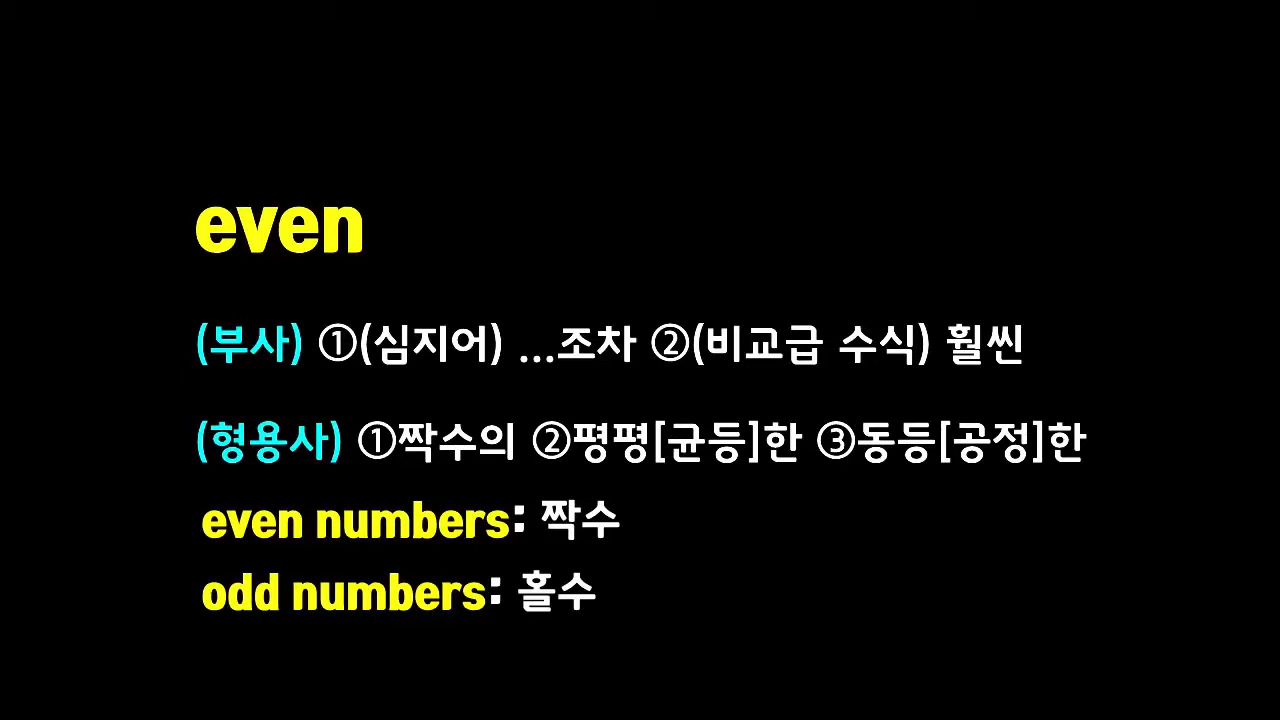 even
(부사) ①(심지어) ...조차 ②(비교급 수식) 훨씬
(형용사) ①짝수의 ②평평[균등]한 ③동등[공정]한
even numbers: 짝수
odd numbers: 홀수